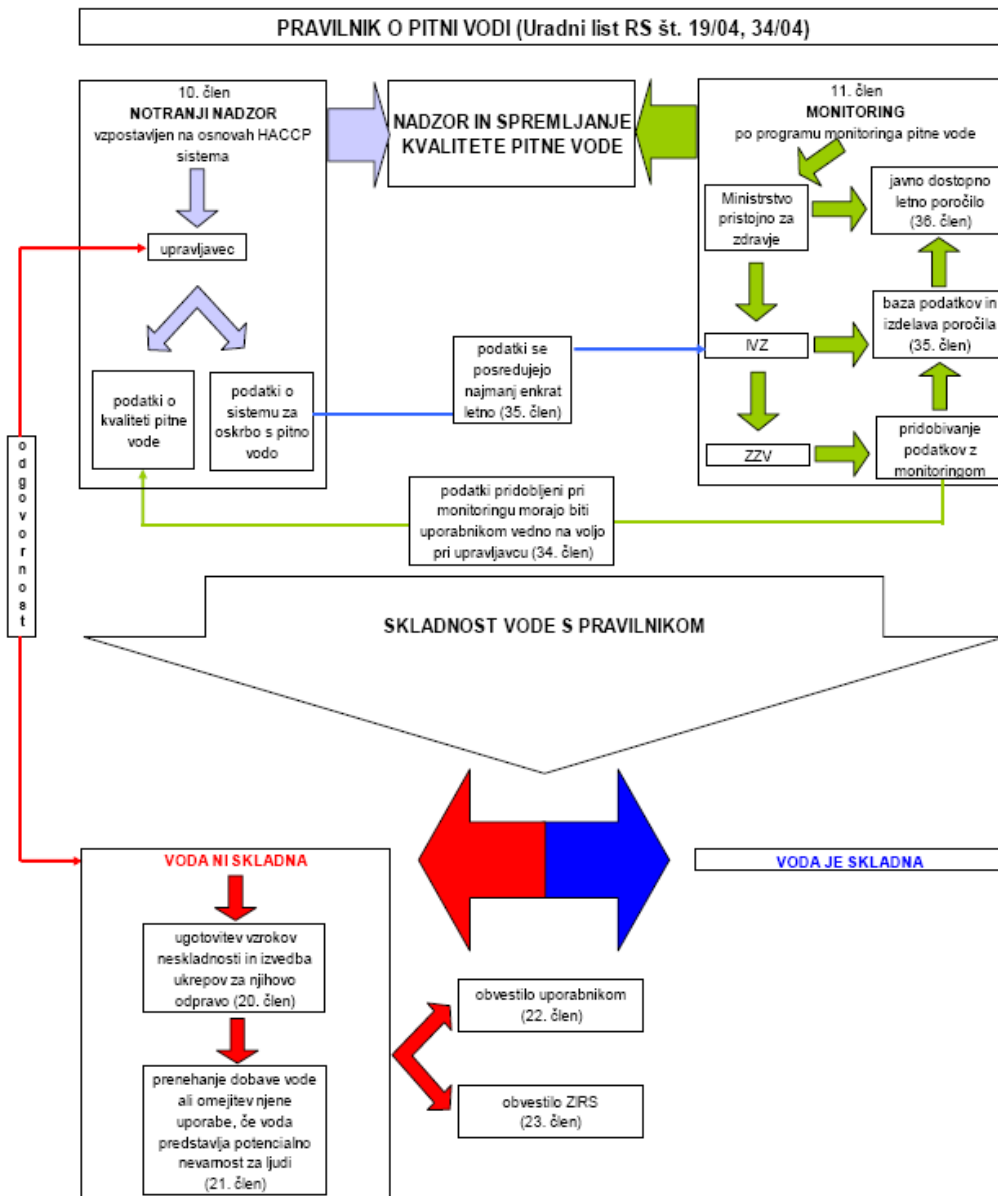 PRAVILNIK O PITNI VODI (Uradni list RS št. 19/04, 34/04)
10. člen
NOTRANJI NADZOR
vzpostavljen na osnovah HACCP
sistema
upravljavec
podatki o
kvaliteti pitne
vode
podatki o
sistemu za
oskrbo s pitno
vodo
NADZOR IN SPREMLJANJE
KVALITETE PITNE VODE
11. člen
MONITORING
po programu monitoringa pitne vode
Ministrstvo
pristojno za
zdravje
javno dostopno
letno poročilo
(36. člen)
IVZ
baza podatkov in
izdelava poročila
(35. člen)
ZZV
pridobivanje
podatkov z
monitoringom
podatki se
posredujejo
najmanj enkrat
letno (35. člen)
podatki pridobljeni pri
monitoringu morajo biti
uporabnikom vedno na voljo
pri upravljavcu (34. člen)
odgovornost
SKLADNOST VODE S PRAVILNIKOM
VODA NI SKLADNA
ugotovitev vzrokov
neskladnosti in izvedba
ukrepov za njihovo
odpravo (20. člen)
prenehanje dobave vode
ali omejitev njene
uporabe, če voda
predstavlja potencialno
nevarnost za ljudi
(21. člen)
obvestilo uporabnikom
(22. člen)
obvestilo ZIRS
(23. člen)
VODA JE SKLADNA